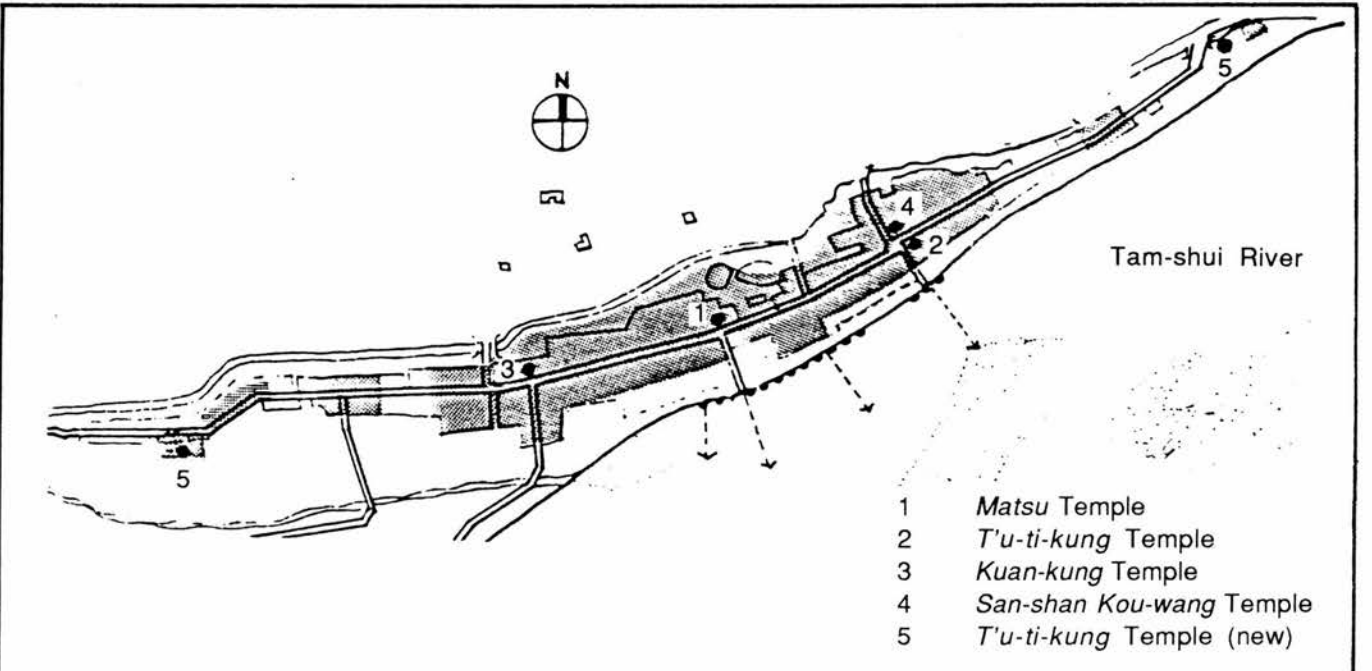 N
5
4
2
Tam-shui River
1
3
5
1 Matsu Temple
2 T'u-ti-kung Temple
3 Kuan-kung Temple
4 San-shan Kou-wang Temple
5 T'u-ti-kung Temple (new)